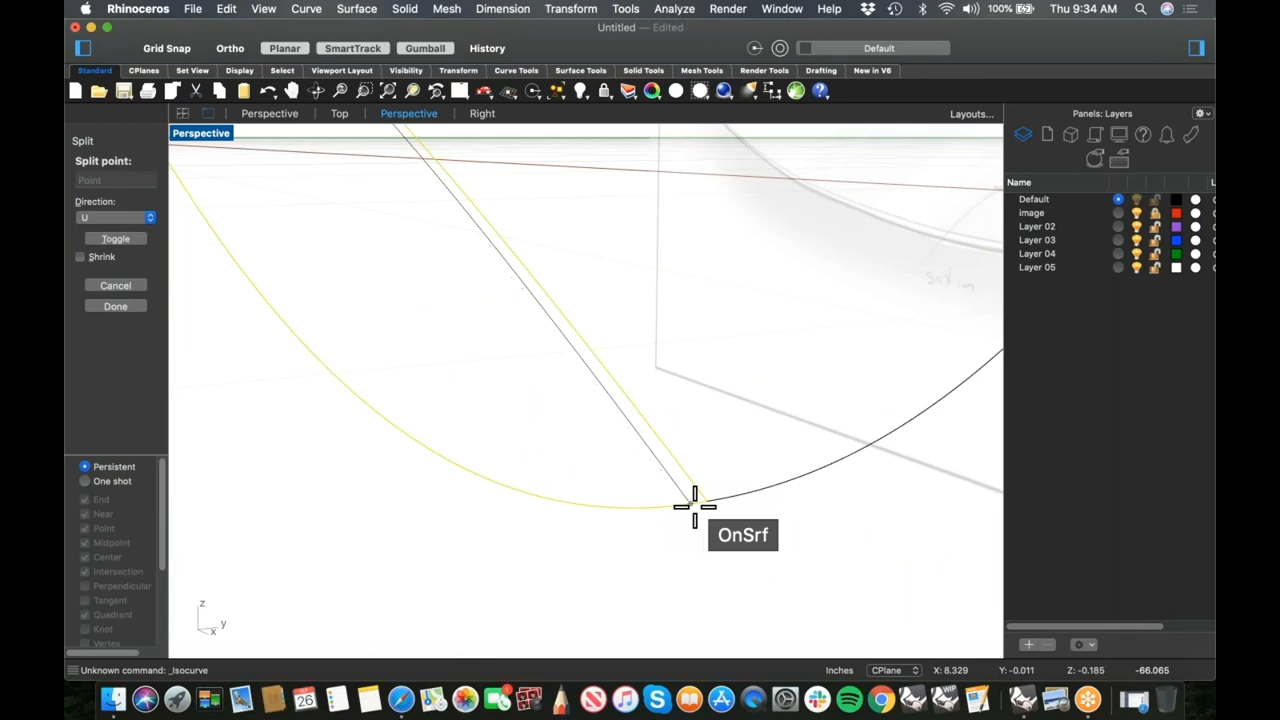 Rhinoceros File Edit View Curve Surface Solid Mesh Dimension Transform Tools Analyze Render Window Help 100% Thu 9:34 AM
Untitled — Edited
Grid Snap Ortho Planar SmartTrack Gumball History Default
Standard CPlanes Set View Display Select Viewport Layout Visibility Transform Curve Tools Surface Tools Solid Tools Mesh Tools Render Tools Drafting New in V6
Perspective Top Perspective Right Layouts... Panels: Layers
Perspective
Split
Split point:
Point
Direction:
U
Toggle
Shrink
Cancel
Done
Name L
Default
image
Layer 02
Layer 03
Layer 04
Layer 05
satin
OnSrf
Persistent
One shot
End
Near
Point
Midpoint
Center
Intersection
Perpendicular
Tangent
Quadrant
Knot
Vertex
z
y
x
Unknown command: _Isocurve Inches CPlane X: 8.329 Y: -0.011 Z: -0.185 -66.065
26